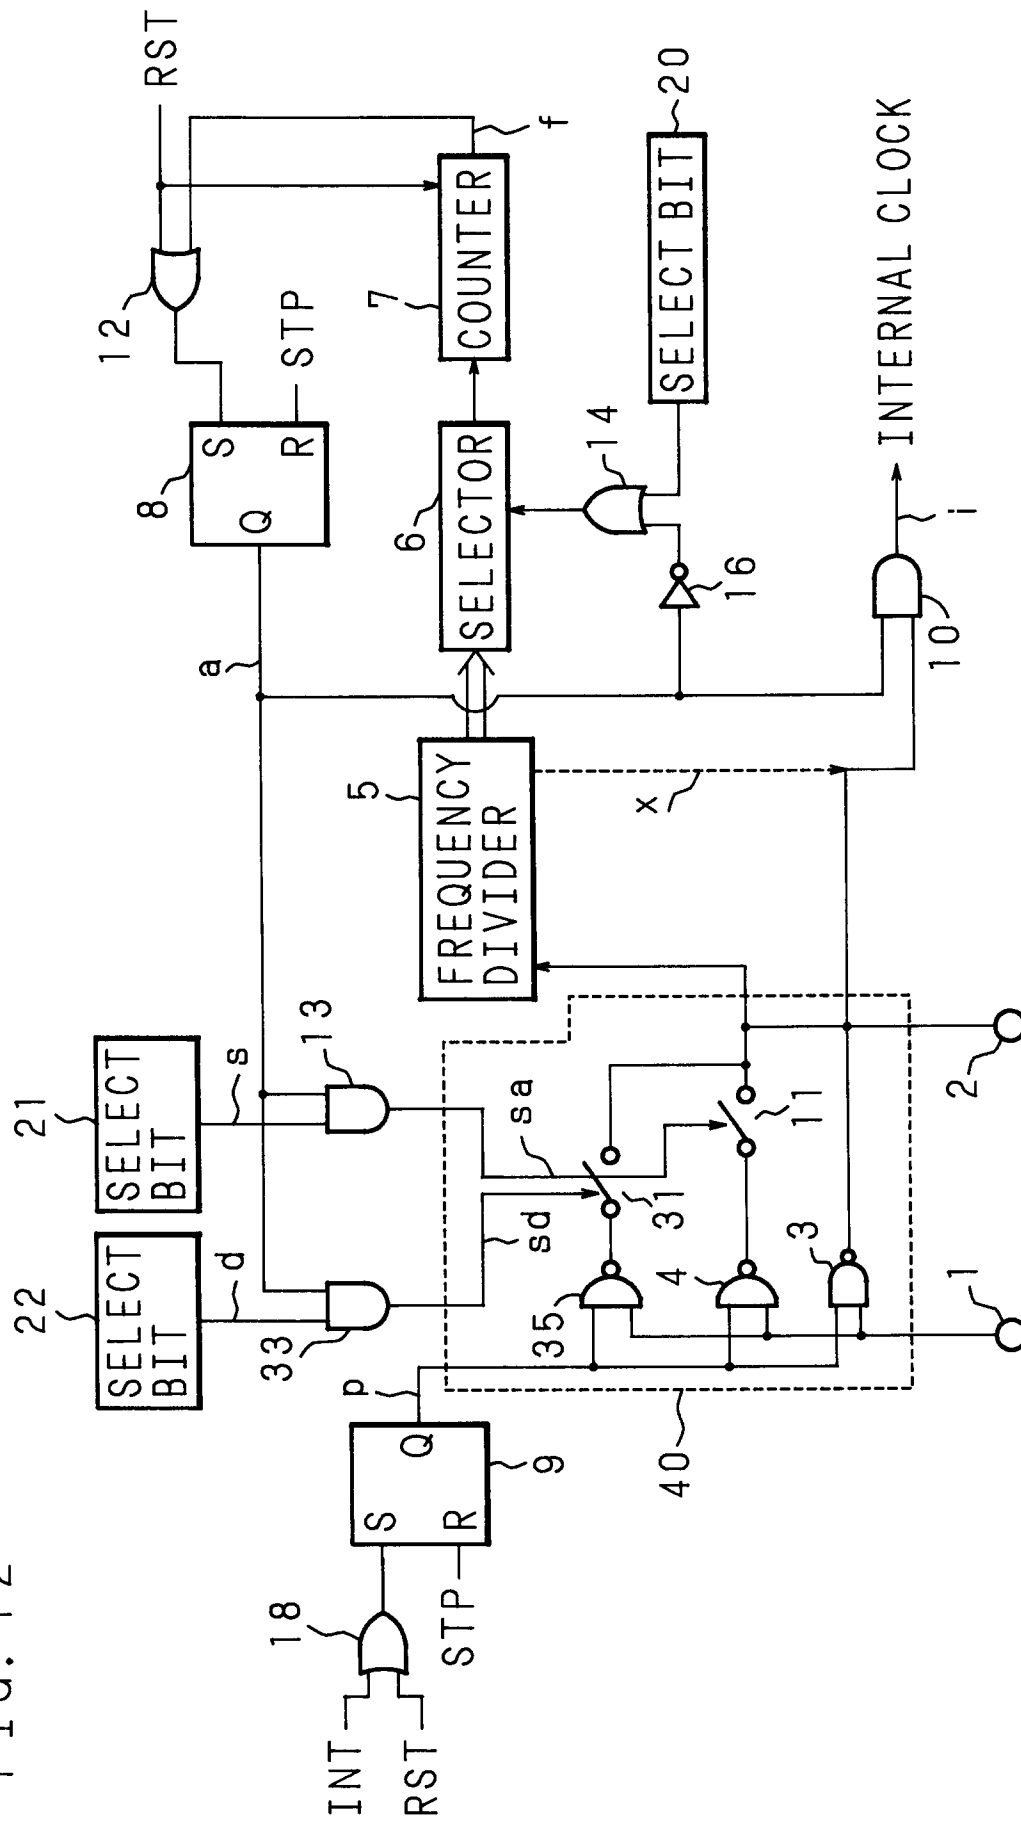 22
SELECT
BIT
21
SELECT
BIT
d
s
a
8
Q
S
R
STP
12
RST
33
13
INT
RST
18
S
R
Q
STP
9
p
sd
sa
35
31
4
11
3
40
1
2
5
FREQUENCY
DIVIDER
x
6
SELECTOR
7
COUNTER
f
14
16
SELECT BIT
20
10
i
INTERNAL CLOCK